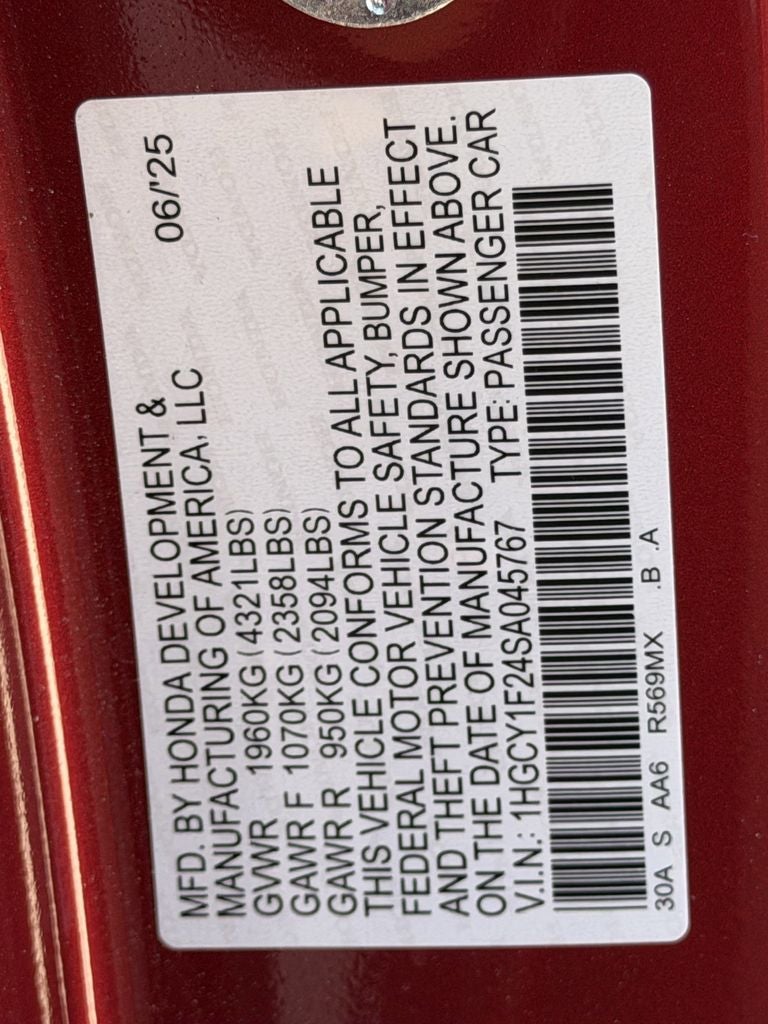 06/'25
MFD. BY HONDA DEVELOPMENT &
MANUFACTURING OF AMERICA, LLC
GVWR 1960KG (4321LBS)
GAWR F 1070KG (2358LBS)
GAWR R 950KG (2094LBS)
THIS VEHICLE CONFORMS TO ALL APPLICABLE
FEDERAL MOTOR VEHICLE SAFETY, BUMPER,
AND THEFT PREVENTION STANDARDS IN EFFECT
ON THE DATE OF MANUFACTURE SHOWN ABOVE.
V.I.N.: 1HGCY1F24SA045767 TYPE: PASSENGER CAR
30A S AA6 R569MX .B .A